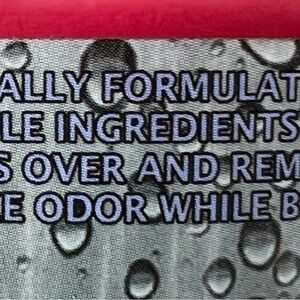 ALLY FORMULAT
LE INGREDIENTS
S OVER AND REM
E ODOR WHILE B